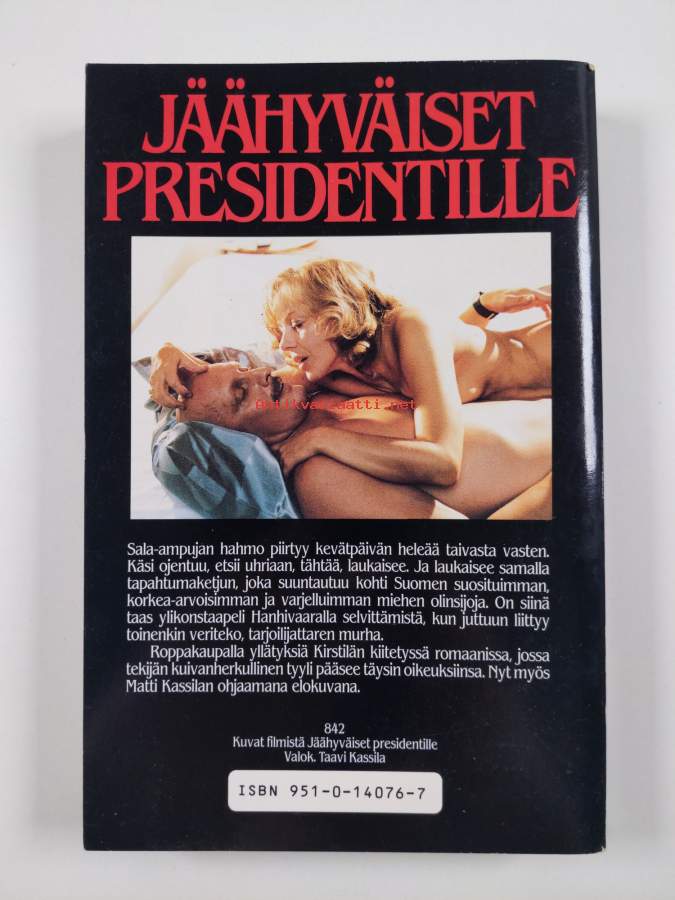 JÄÄHYVÄISET
PRESIDENTILLE
Antikvariaatti.net
Sala-ampujan hahmo piirtyy kevätpäivän heleää taivasta vasten.
Käsi ojentuu, etsii uhriaan, tähtää, laukaisee. Ja laukaisee samalla
tapahtumaketjun, joka suuntautuu kohti Suomen suosituimman,
korkea-arvoisimman ja varjelluimman miehen olinsijoja. On siinä
taas ylikonstaapeli Hanhivaaralla selvittämistä, kun juttuun liittyy
toinenkin veriteko, tarjoilijattaren murha.
Roppakaupalla yllätyksiä Kirstilän kiitetyssä romaanissa, jossa
tekijän kuivanherkullinen tyyli pääsee täysin oikeuksiinsa. Nyt myös
Matti Kassilan ohjaamana elokuvana.
842
Kuvat filmistä Jäähyväiset presidentille
Valok. Taavi Kassila
ISBN 951-0-14076-7